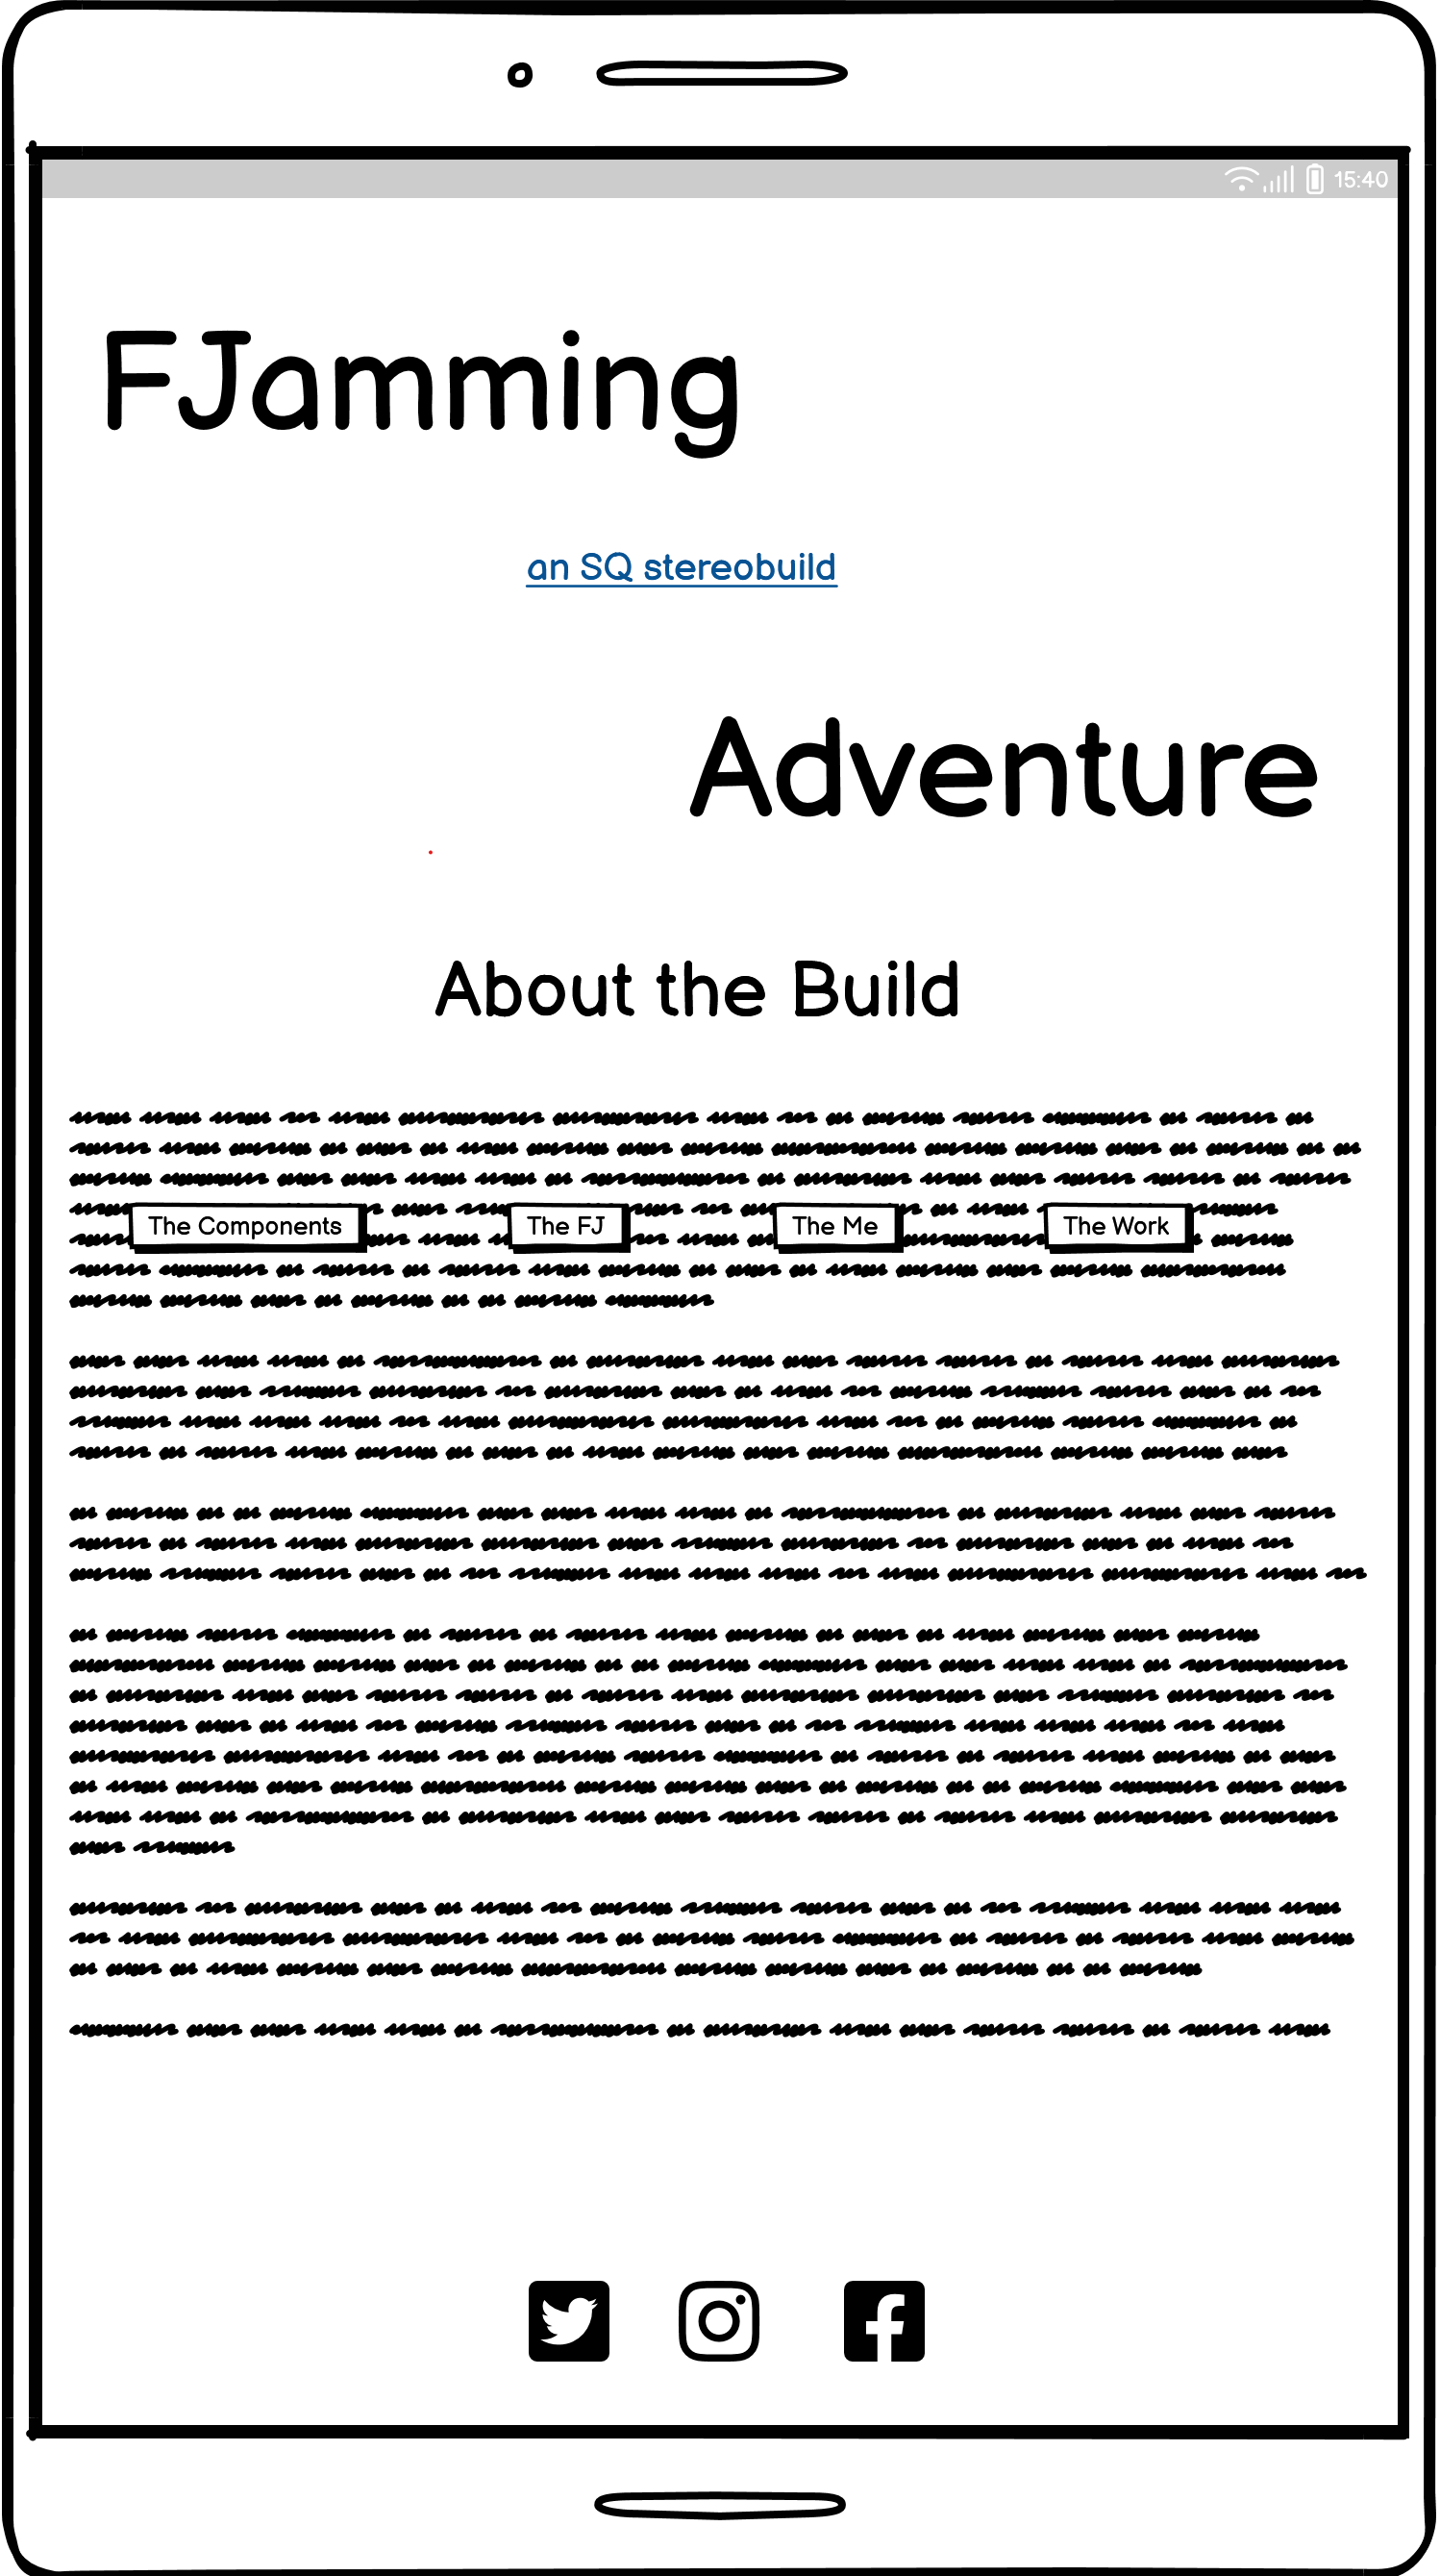 15:40
FJamming
an SQ stereobuild
Adventure
About the Build
The Components The FJ The Me The Work